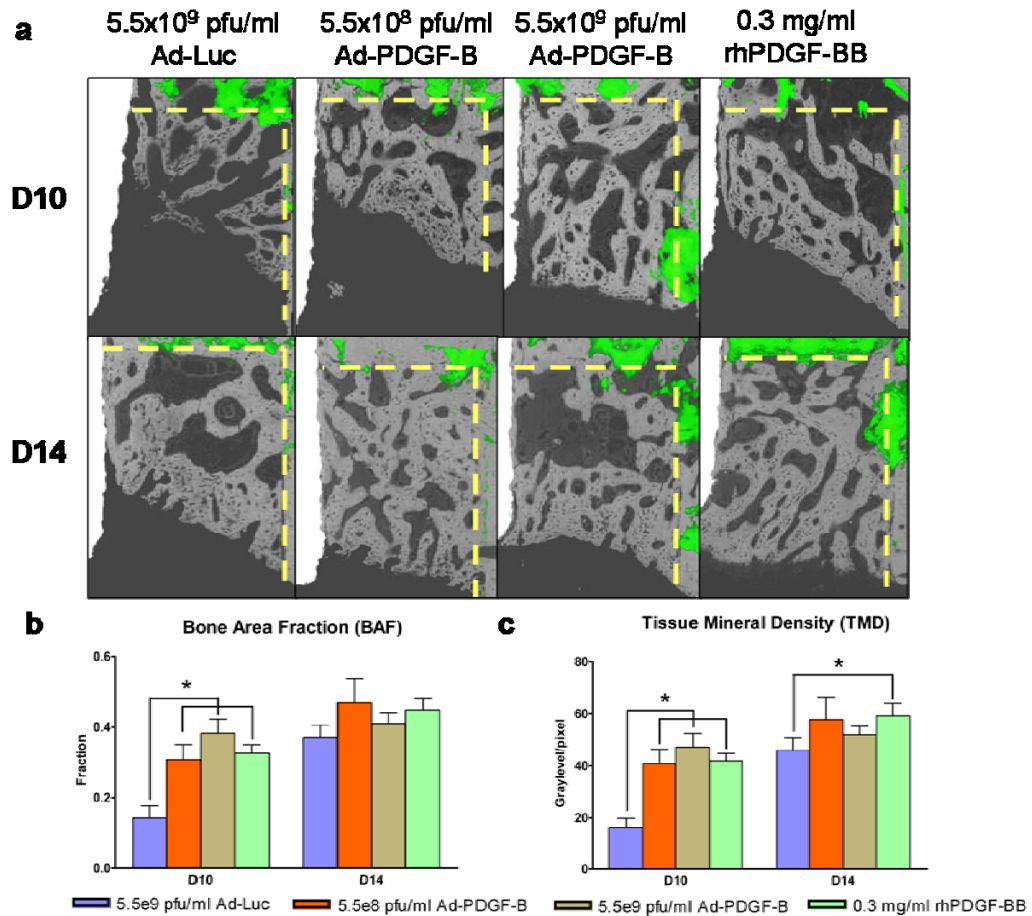 a
5.5x10⁹ pfu/ml Ad-Luc
5.5x10⁸ pfu/ml Ad-PDGF-B
5.5x10⁹ pfu/ml Ad-PDGF-B
0.3 mg/ml rhPDGF-BB
D10
D14
b
Bone Area Fraction (BAF)
0.6
0.4
0.2
0.0
Fraction
*
D10
D14
c
Tissue Mineral Density (TMD)
80
60
40
20
0
Graylevel/pixel
*
*
D10
D14
5.5e9 pfu/ml Ad-Luc
5.5e8 pfu/ml Ad-PDGF-B
5.5e9 pfu/ml Ad-PDGF-B
0.3 mg/ml rhPDGF-BB